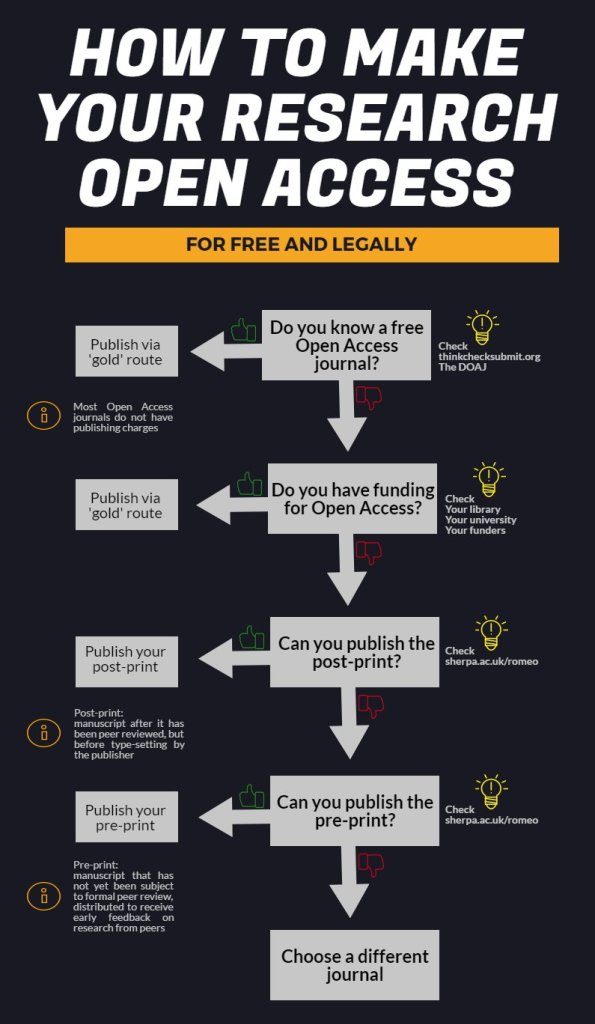 HOW TO MAKE
YOUR RESEARCH
OPEN ACCESS
FOR FREE AND LEGALLY
Do you know a free
Open Access
journal?
Check
thinkchecksubmit.org
The DOAJ
Publish via
'gold' route
Most Open Access
journals do not have
publishing charges
Do you have funding
for Open Access?
Check
Your library
Your university
Your funders
Publish via
'gold' route
Can you publish the
post-print?
Check
sherpa.ac.uk/romeo
Publish your
post-print
Post-print:
manuscript after it has
been peer reviewed, but
before type-setting by
the publisher
Can you publish the
pre-print?
Check
sherpa.ac.uk/romeo
Publish your
pre-print
Pre-print:
manuscript that has
not yet been subject
to formal peer review,
distributed to receive
early feedback on
research from peers
Choose a different
journal